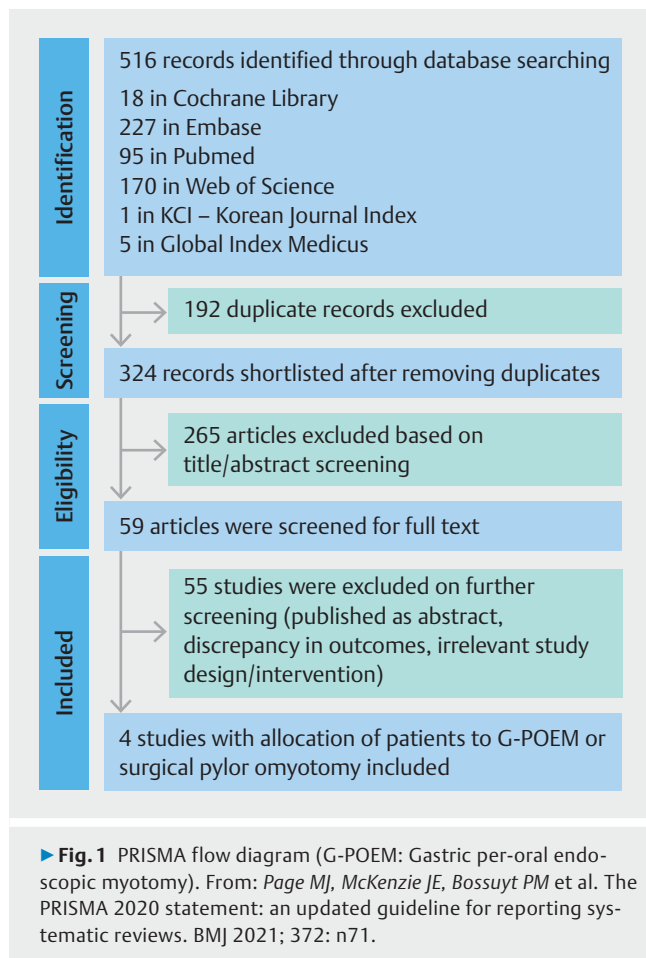 Identification
516 records identified through database searching
18 in Cochrane Library
227 in Embase
95 in Pubmed
170 in Web of Science
1 in KCI – Korean Journal Index
5 in Global Index Medicus
Screening
192 duplicate records excluded
324 records shortlisted after removing duplicates
Eligibility
265 articles excluded based on
title/abstract screening
59 articles were screened for full text
Included
55 studies were excluded on further
screening (published as abstract,
discrepancy in outcomes, irrelevant study
design/intervention)
4 studies with allocation of patients to G-POEM or
surgical pylor omyotomy included
▶Fig. 1 PRISMA flow diagram (G-POEM: Gastric per-oral endo-
scopic myotomy). From: Page MJ, McKenzie JE, Bossuyt PM et al. The
PRISMA 2020 statement: an updated guideline for reporting sys-
tematic reviews. BMJ 2021; 372: n71.